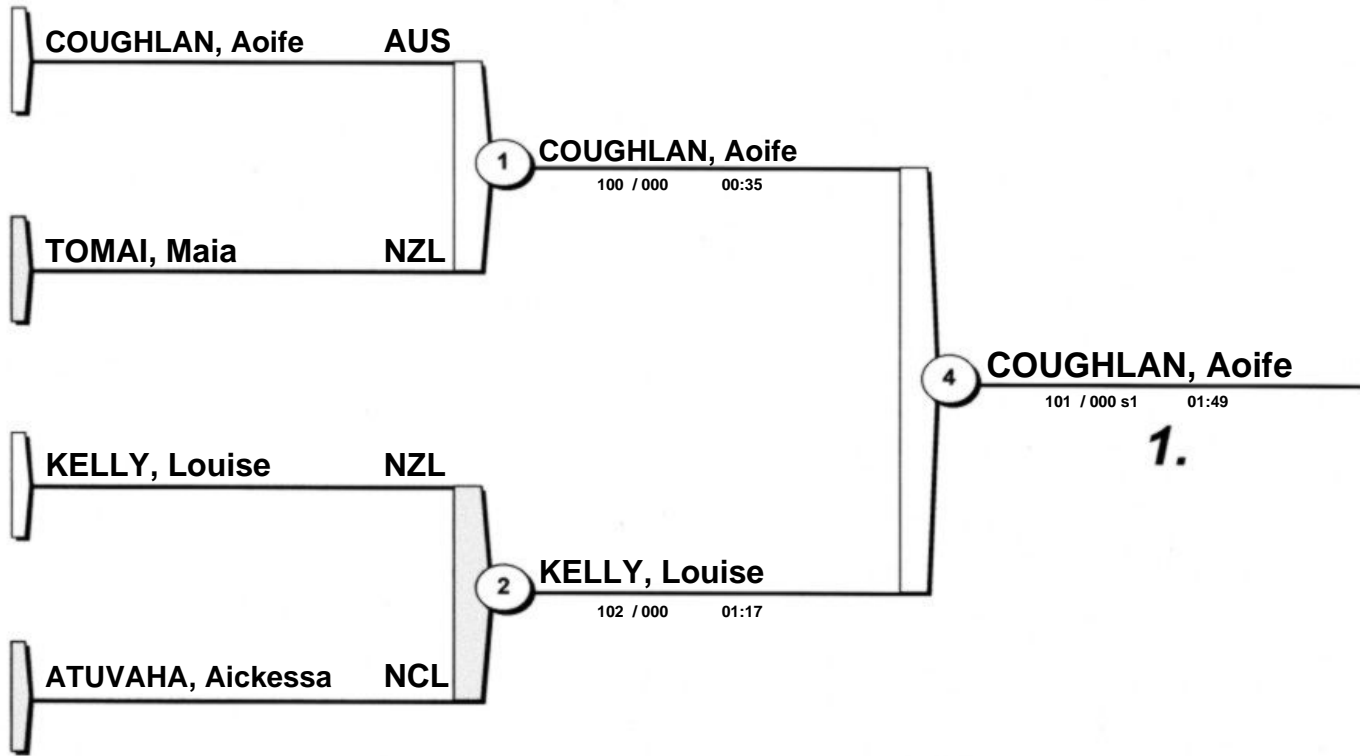 COUGHLAN, Aoife AUS
1 COUGHLAN, Aoife
100 / 000 00:35
TOMAI, Maia NZL
4 COUGHLAN, Aoife
101 / 000 s1 01:49
1.
KELLY, Louise NZL
2 KELLY, Louise
102 / 000 01:17
ATUVAHA, Aickessa NCL